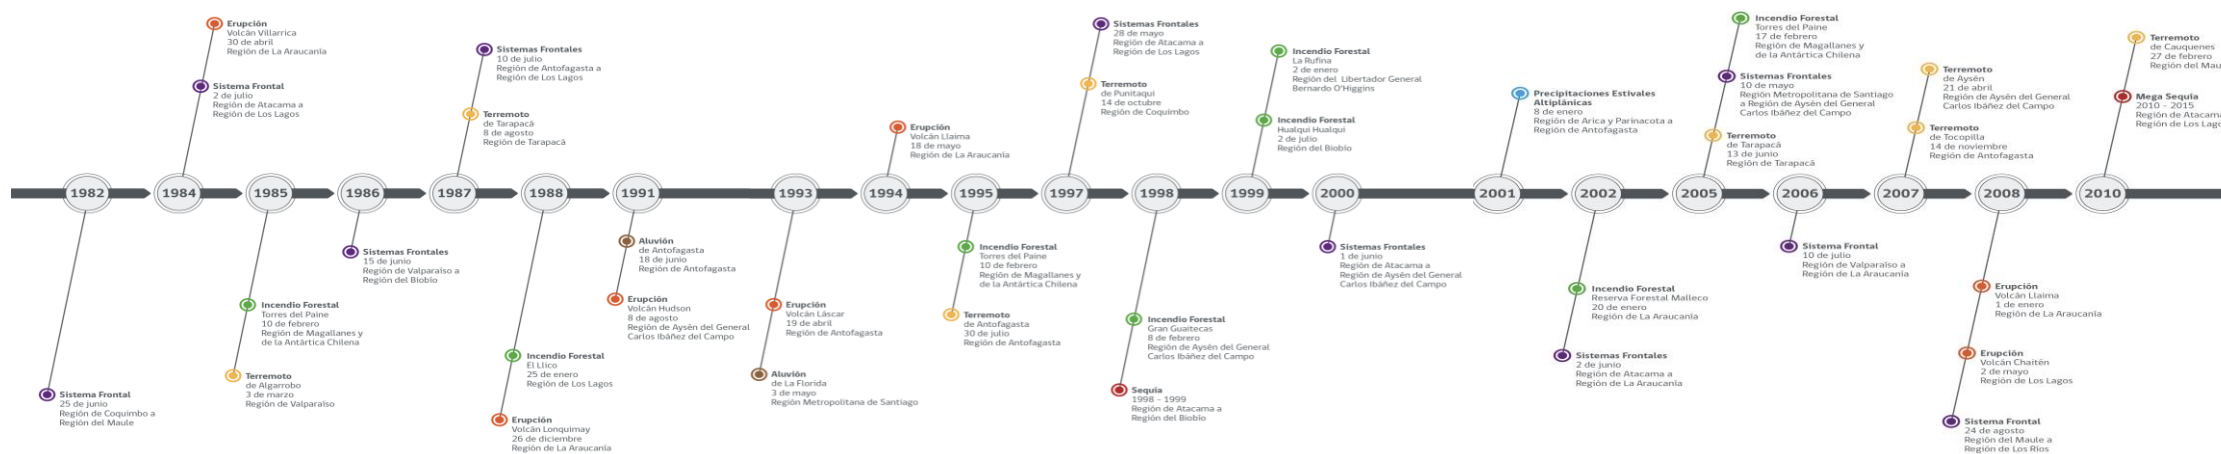 1982
Sistema Frontal
25 de junio
Región de Coquimbo a
Región del Maule
1984
Erupción
Volcán Villarrica
30 de abril
Región de La Araucanía
Sistema Frontal
2 de julio
Región de Atacama a
Región de Los Lagos
1985
Incendio Forestal
Torres del Paine
10 de febrero
Región de Magallanes y
de la Antártica Chilena
Terremoto
de Algarrobo
3 de marzo
Región de Valparaíso
1986
Sistemas Frontales
15 de junio
Región de Valparaíso a
Región del Biobío
1987
Sistemas Frontales
10 de julio
Región de Antofagasta a
Región de Los Lagos
Terremoto
de Tarapacá
8 de agosto
Región de Tarapacá
1988
Incendio Forestal
El Llico
25 de enero
Región de Los Lagos
Erupción
Volcán Lonquimay
26 de diciembre
Región de La Araucanía
1991
Aluvión
de Antofagasta
18 de junio
Región de Antofagasta
Erupción
Volcán Hudson
8 de agosto
Región de Aysén del General
Carlos Ibáñez del Campo
1993
Erupción
Volcán Láscar
19 de abril
Región de Antofagasta
Aluvión
de La Florida
3 de mayo
Región Metropolitana de Santiago
1994
Erupción
Volcán Llaima
18 de mayo
Región de La Araucanía
1995
Incendio Forestal
Torres del Paine
10 de febrero
Región de Magallanes y
de la Antártica Chilena
Terremoto
de Antofagasta
30 de julio
Región de Antofagasta
1997
Sistemas Frontales
28 de mayo
Región de Atacama a
Región de Los Lagos
Terremoto
de Punitaqui
14 de octubre
Región de Coquimbo
1998
Incendio Forestal
Gran Guaitecas
8 de febrero
Región de Aysén del General
Carlos Ibáñez del Campo
Sequía
1998 - 1999
Región de Atacama a
Región del Biobío
1999
Incendio Forestal
La Rufina
2 de enero
Región del Libertador General
Bernardo O'Higgins
Incendio Forestal
Hualqui Hualqui
2 de julio
Región del Biobío
2000
Sistemas Frontales
1 de junio
Región de Atacama a
Región de Aysén del General
Carlos Ibáñez del Campo
2001
Precipitaciones Estivales
Altiplánicas
8 de enero
Región de Arica y Parinacota a
Región de Antofagasta
2002
Incendio Forestal
Reserva Forestal Malleco
20 de enero
Región de La Araucanía
Sistemas Frontales
2 de junio
Región de Atacama a
Región de La Araucanía
2005
Incendio Forestal
Torres del Paine
17 de febrero
Región de Magallanes y
de la Antártica Chilena
Sistemas Frontales
10 de mayo
Región Metropolitana de Santiago
a Región de Aysén del General
Carlos Ibáñez del Campo
Terremoto
de Tarapacá
13 de junio
Región de Tarapacá
2006
Sistema Frontal
10 de julio
Región de Valparaíso a
Región de La Araucanía
2007
Terremoto
de Aysén
21 de abril
Región de Aysén del General
Carlos Ibáñez del Campo
Terremoto
de Tocopilla
14 de noviembre
Región de Antofagasta
2008
Erupción
Volcán Llaima
1 de enero
Región de La Araucanía
Erupción
Volcán Chaitén
2 de mayo
Región de Los Lagos
Sistema Frontal
24 de agosto
Región del Maule a
Región de Los Ríos
2010
Terremoto
de Cauquenes
27 de febrero
Región del Mau
Mega Sequía
2010 - 2015
Región de Atacama
Región de Los Lago